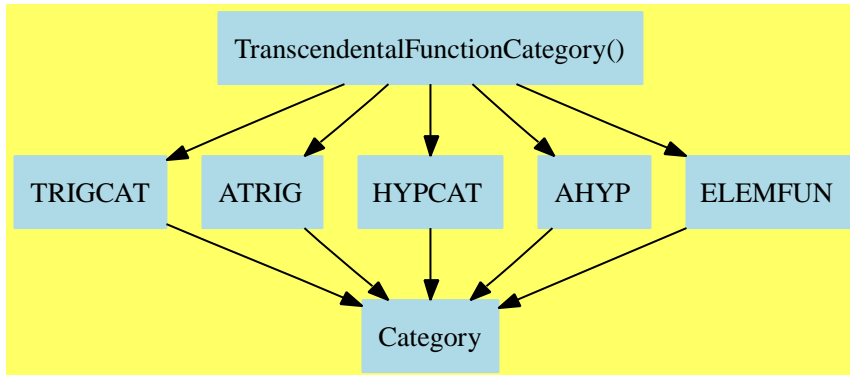 TranscendentalFunctionCategory()
TRIGCAT
ATRIG
HYPCAT
AHYP
ELEMFUN
Category